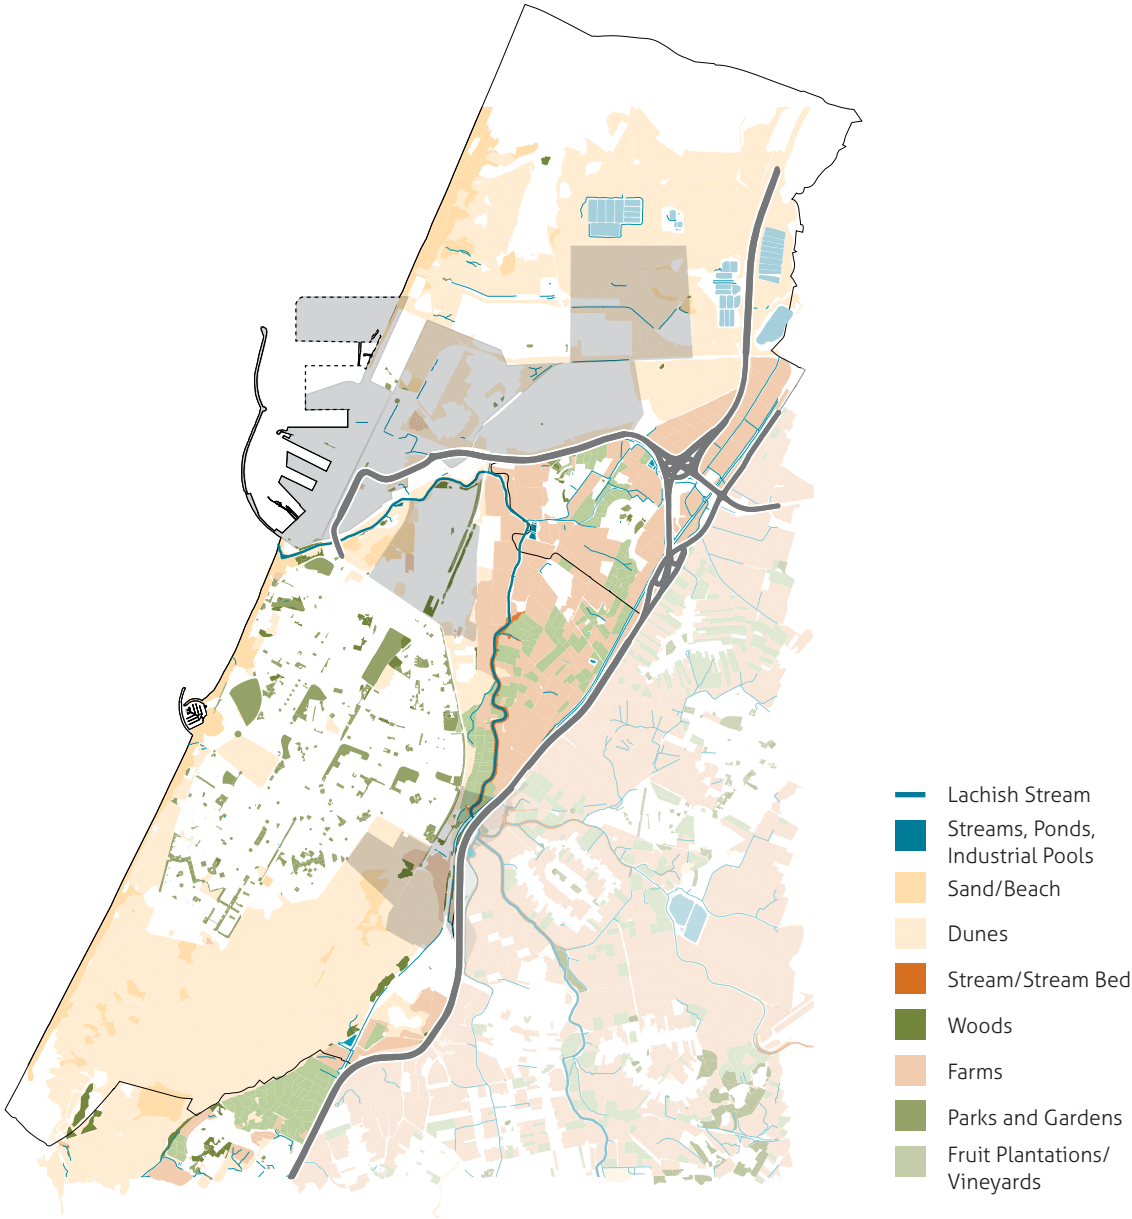 Lachish Stream
Streams, Ponds,
Industrial Pools
Sand/Beach
Dunes
Stream/Stream Bed
Woods
Farms
Parks and Gardens
Fruit Plantations/
Vineyards